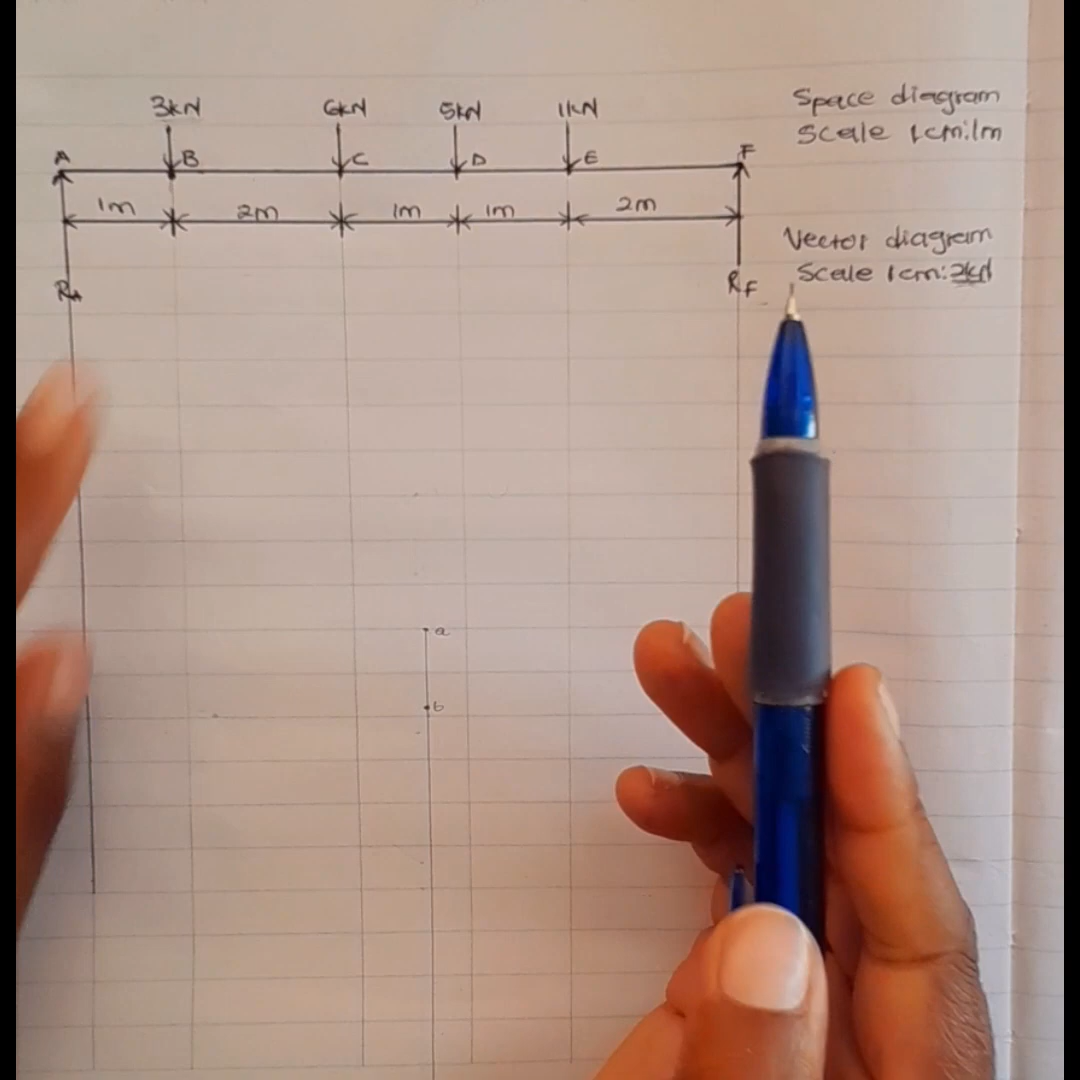 3kN 6kN 5kN 1kN
A B C D E F
1m 2m 1m 1m 2m
RA RF
Space diagram
Scale 1cm:1m
Vector diagram
Scale 1cm:2kN
a
b